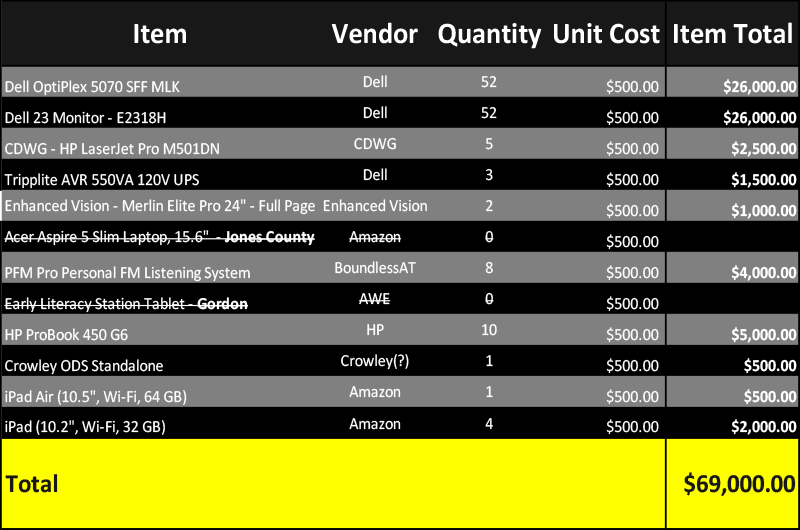 Item Vendor Quantity Unit Cost Item Total
Dell OptiPlex 5070 SFF MLK Dell 52 $500.00 $26,000.00
Dell 23 Monitor - E2318H Dell 52 $500.00 $26,000.00
CDWG - HP LaserJet Pro M501DN CDWG 5 $500.00 $2,500.00
Tripplite AVR 550VA 120V UPS Dell 3 $500.00 $1,500.00
Enhanced Vision - Merlin Elite Pro 24" - Full Page Enhanced Vision 2 $500.00 $1,000.00
Acer Aspire 5 Slim Laptop, 15.6" - Jones County Amazon 0 $500.00
PFM Pro Personal FM Listening System BoundlessAT 8 $500.00 $4,000.00
Early Literacy Station Tablet - Gordon AWE 0 $500.00
HP ProBook 450 G6 HP 10 $500.00 $5,000.00
Crowley ODS Standalone Crowley(?) 1 $500.00 $500.00
iPad Air (10.5", Wi-Fi, 64 GB) Amazon 1 $500.00 $500.00
iPad (10.2", Wi-Fi, 32 GB) Amazon 4 $500.00 $2,000.00
Total $69,000.00